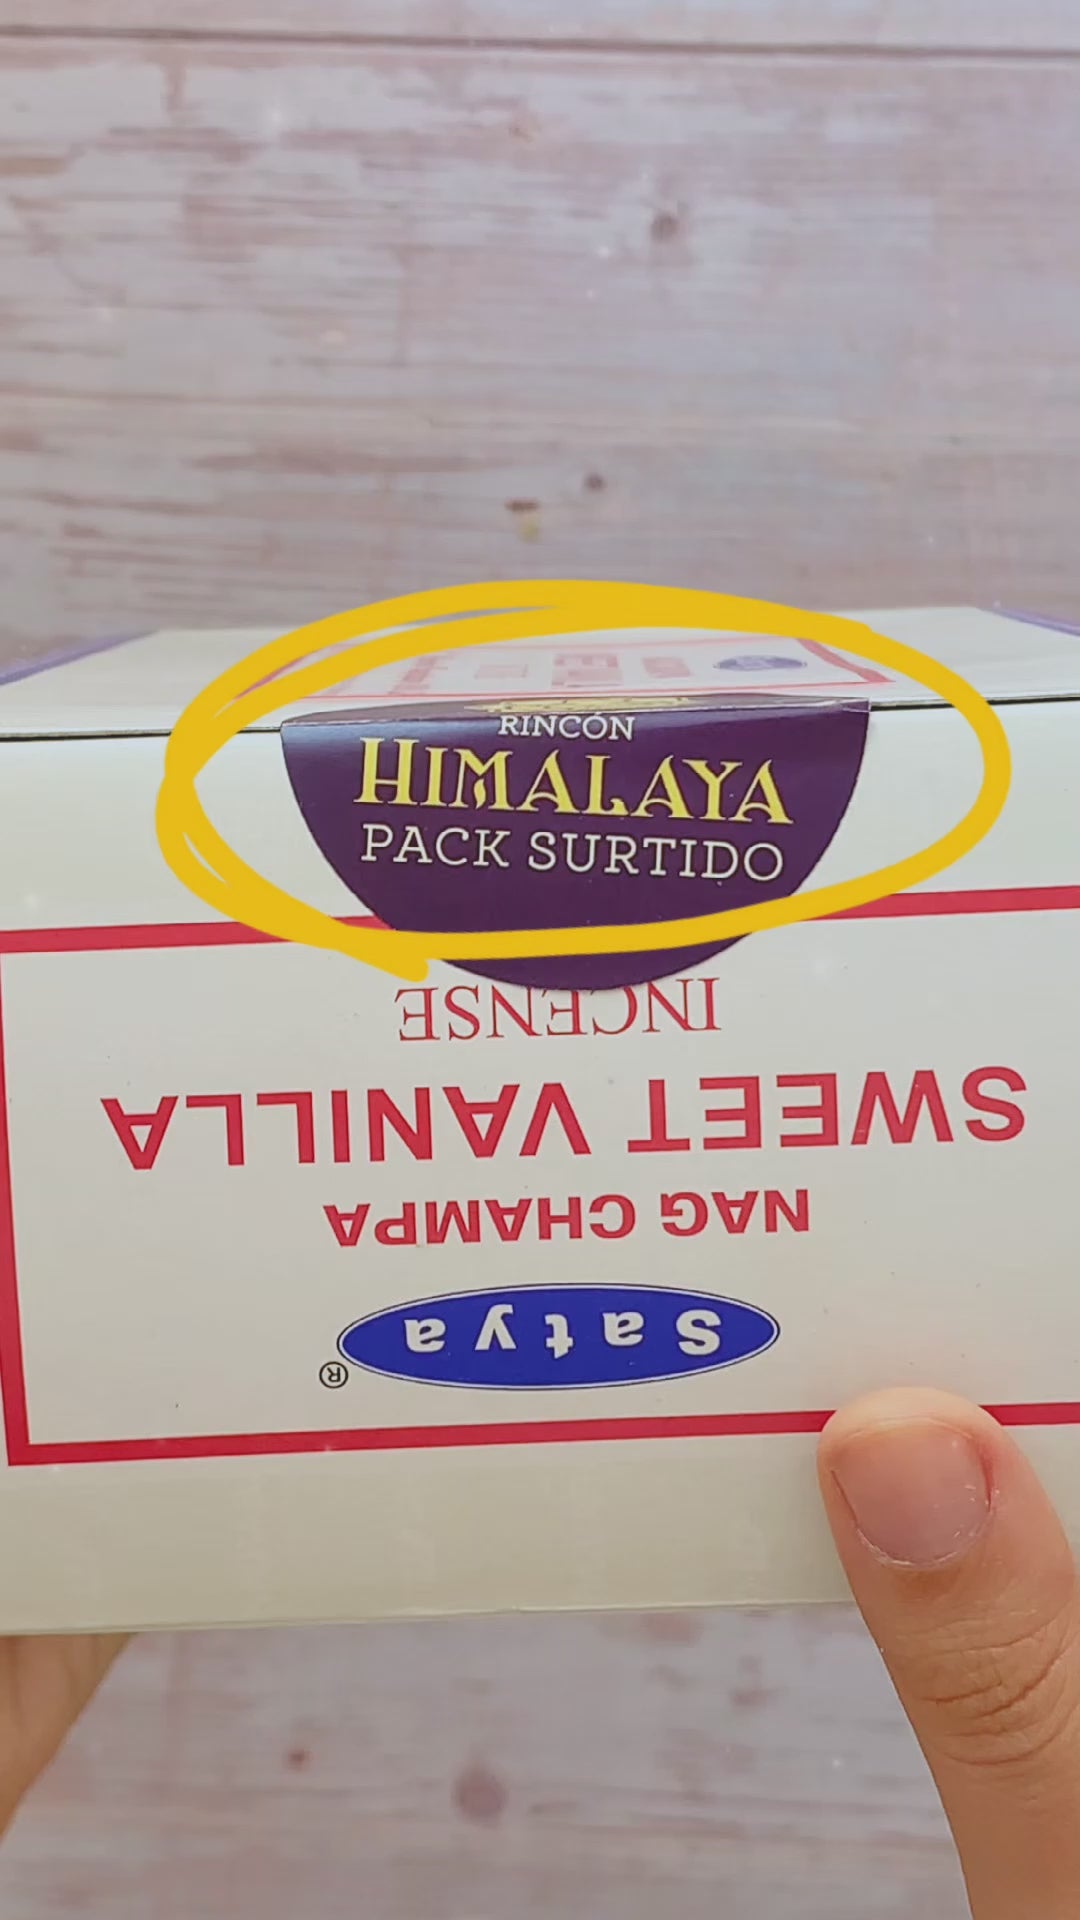 RINCÓN
HIMALAYA
PACK SURTIDO
INCENSE
SWEET VANILLA
NAG CHAMPA
Satya®